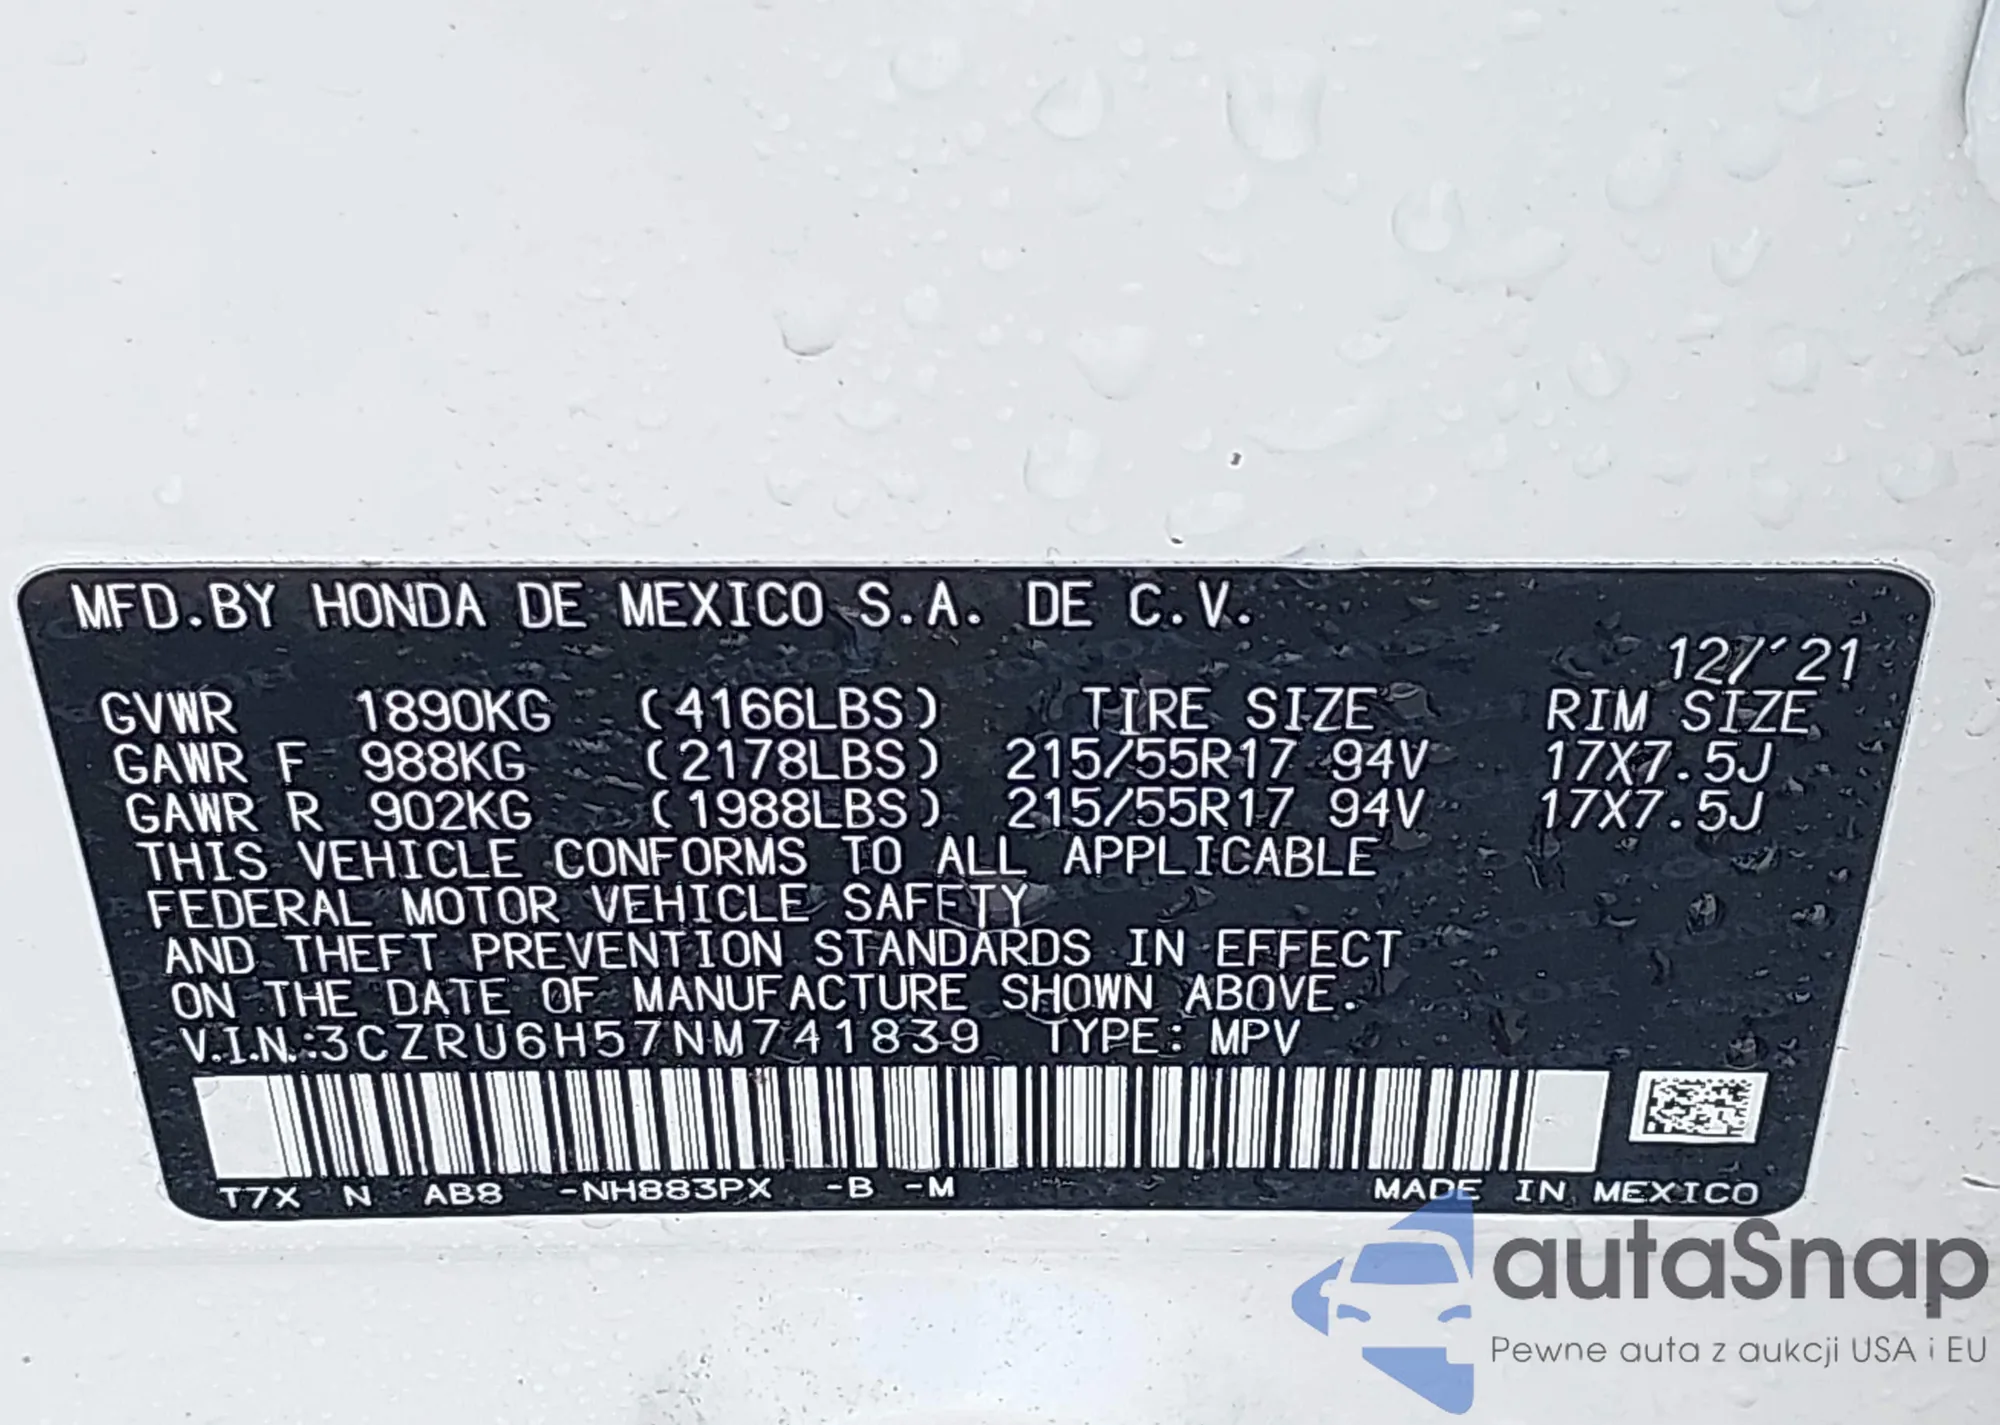 MFD.BY HONDA DE MEXICO S.A. DE C.V.
12/'21
GVWR 1890KG (4166LBS) TIRE SIZE RIM SIZE
GAWR F 988KG (2178LBS) 215/55R17 94V 17X7.5J
GAWR R 902KG (1988LBS) 215/55R17 94V 17X7.5J
THIS VEHICLE CONFORMS TO ALL APPLICABLE
FEDERAL MOTOR VEHICLE SAFETY
AND THEFT PREVENTION STANDARDS IN EFFECT
ON THE DATE OF MANUFACTURE SHOWN ABOVE.
V.I.N.:3CZRU6H57NM741839 TYPE: MPV
T7X N AB8 -NH883PX -B -M MADE IN MEXICO
autaSnap
Pewne auta z aukcji USA i EU